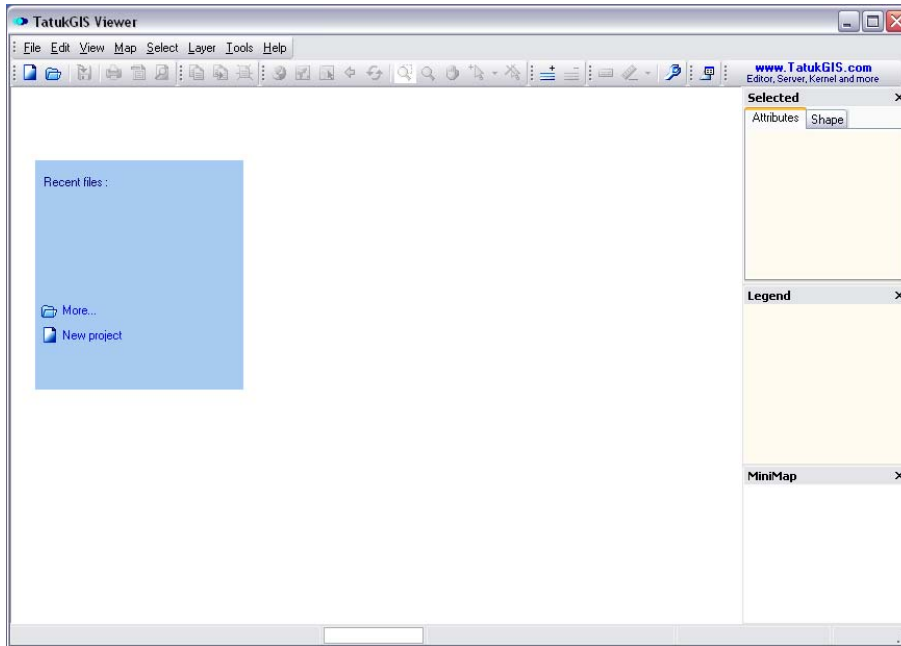 TatukGIS Viewer
File Edit View Map Select Layer Tools Help
www.TatukGIS.com
Editor, Server, Kernel and more
Selected
Attributes Shape
Recent files :
More...
New project
Legend
MiniMap